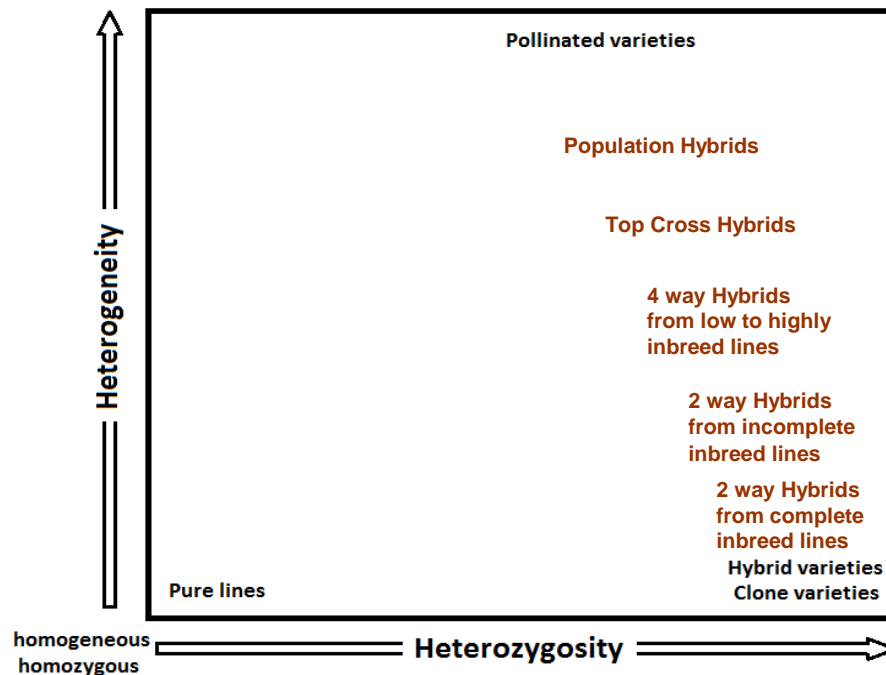 Pollinated varieties
Population Hybrids
Top Cross Hybrids
4 way Hybrids
from low to highly
inbreed lines
2 way Hybrids
from incomplete
inbreed lines
2 way Hybrids
from complete
inbreed lines
Hybrid varieties
Clone varieties
Pure lines
Heterogeneity
homogeneous
homozygous
Heterozygosity